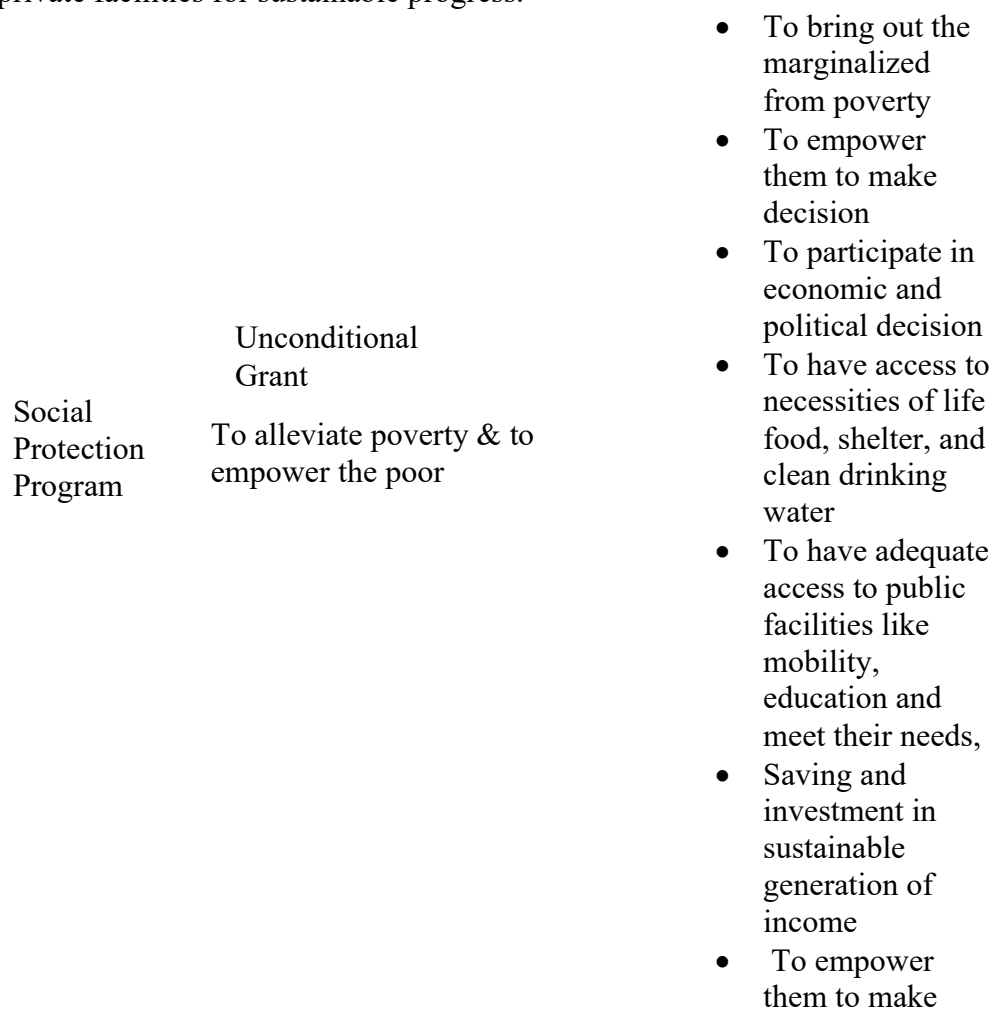 private facilities for sustainable progress.
Social
Protection
Program
Unconditional
Grant
To alleviate poverty & to
empower the poor
• To bring out the
marginalized
from poverty
• To empower
them to make
decision
• To participate in
economic and
political decision
• To have access to
necessities of life
food, shelter, and
clean drinking
water
• To have adequate
access to public
facilities like
mobility,
education and
meet their needs,
• Saving and
investment in
sustainable
generation of
income
• To empower
them to make